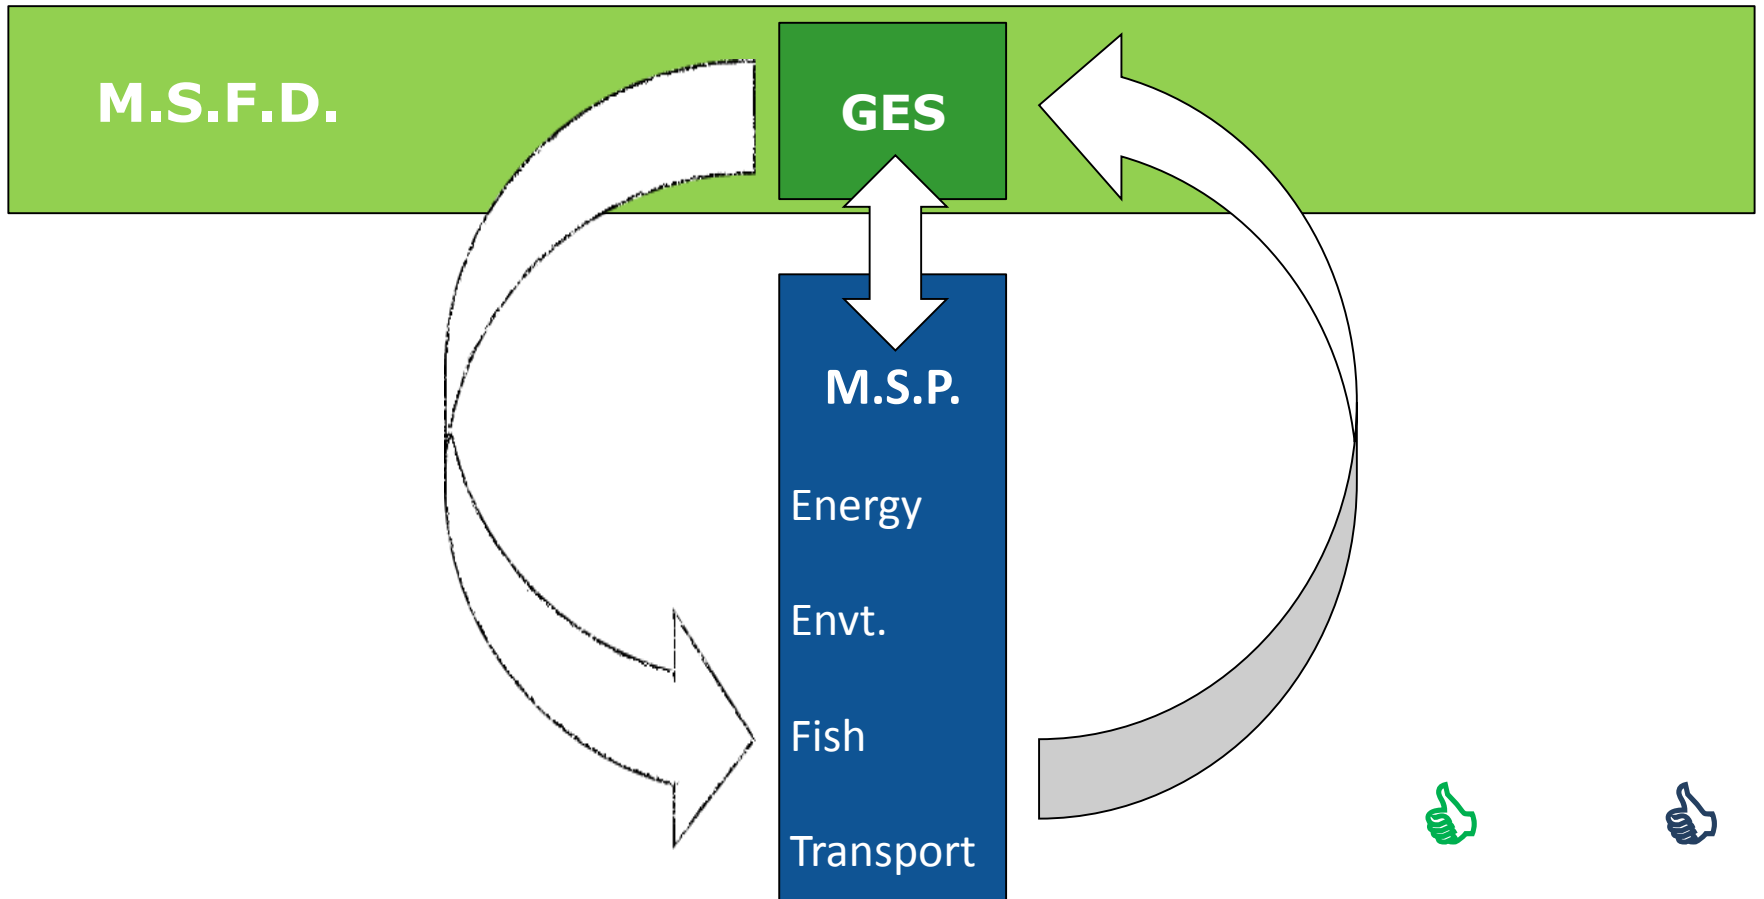 M.S.F.D.
GES
M.S.P.
Energy
Envt.
Fish
Transport